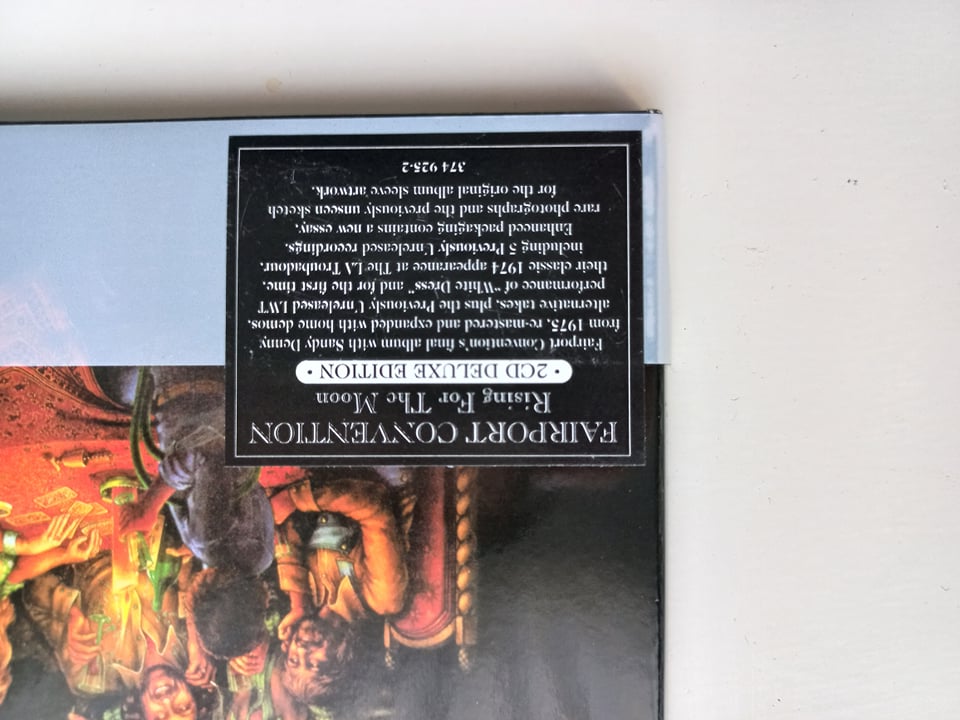 FAIRPORT CONVENTION
Rising For The Moon
• 2CD DELUXE EDITION •
Fairport Convention's final album with Sandy Denny
from 1975, re-mastered and expanded with home demos,
alternative takes, plus the Previously Unreleased LWT
performance of "White Dress" and for the first time,
their classic 1974 appearance at The LA Troubadour,
including 5 Previously Unreleased recordings.
Enhanced packaging contains a new essay,
rare photographs and the previously unseen sketch
for the original album sleeve artwork.
374 925-2